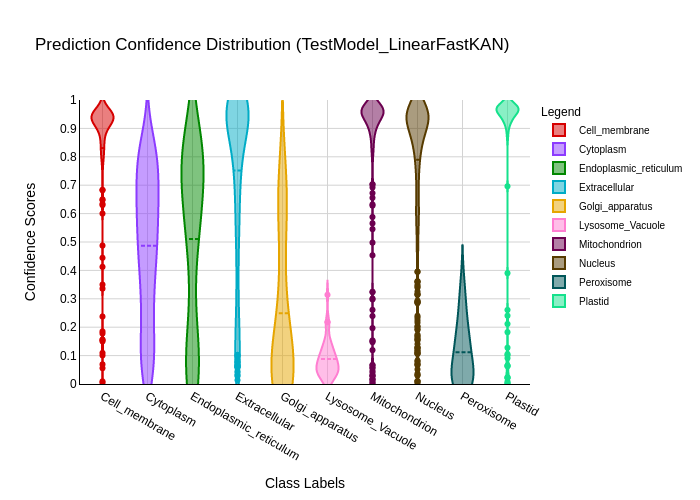 Prediction Confidence Distribution (TestModel_LinearFastKAN)
Confidence Scores
1
0.9
0.8
0.7
0.6
0.5
0.4
0.3
0.2
0.1
0
Cell_membrane
Cytoplasm
Endoplasmic_reticulum
Extracellular
Golgi_apparatus
Lysosome_Vacuole
Mitochondrion
Nucleus
Peroxisome
Plastid
Class Labels
Legend
Cell_membrane
Cytoplasm
Endoplasmic_reticulum
Extracellular
Golgi_apparatus
Lysosome_Vacuole
Mitochondrion
Nucleus
Peroxisome
Plastid